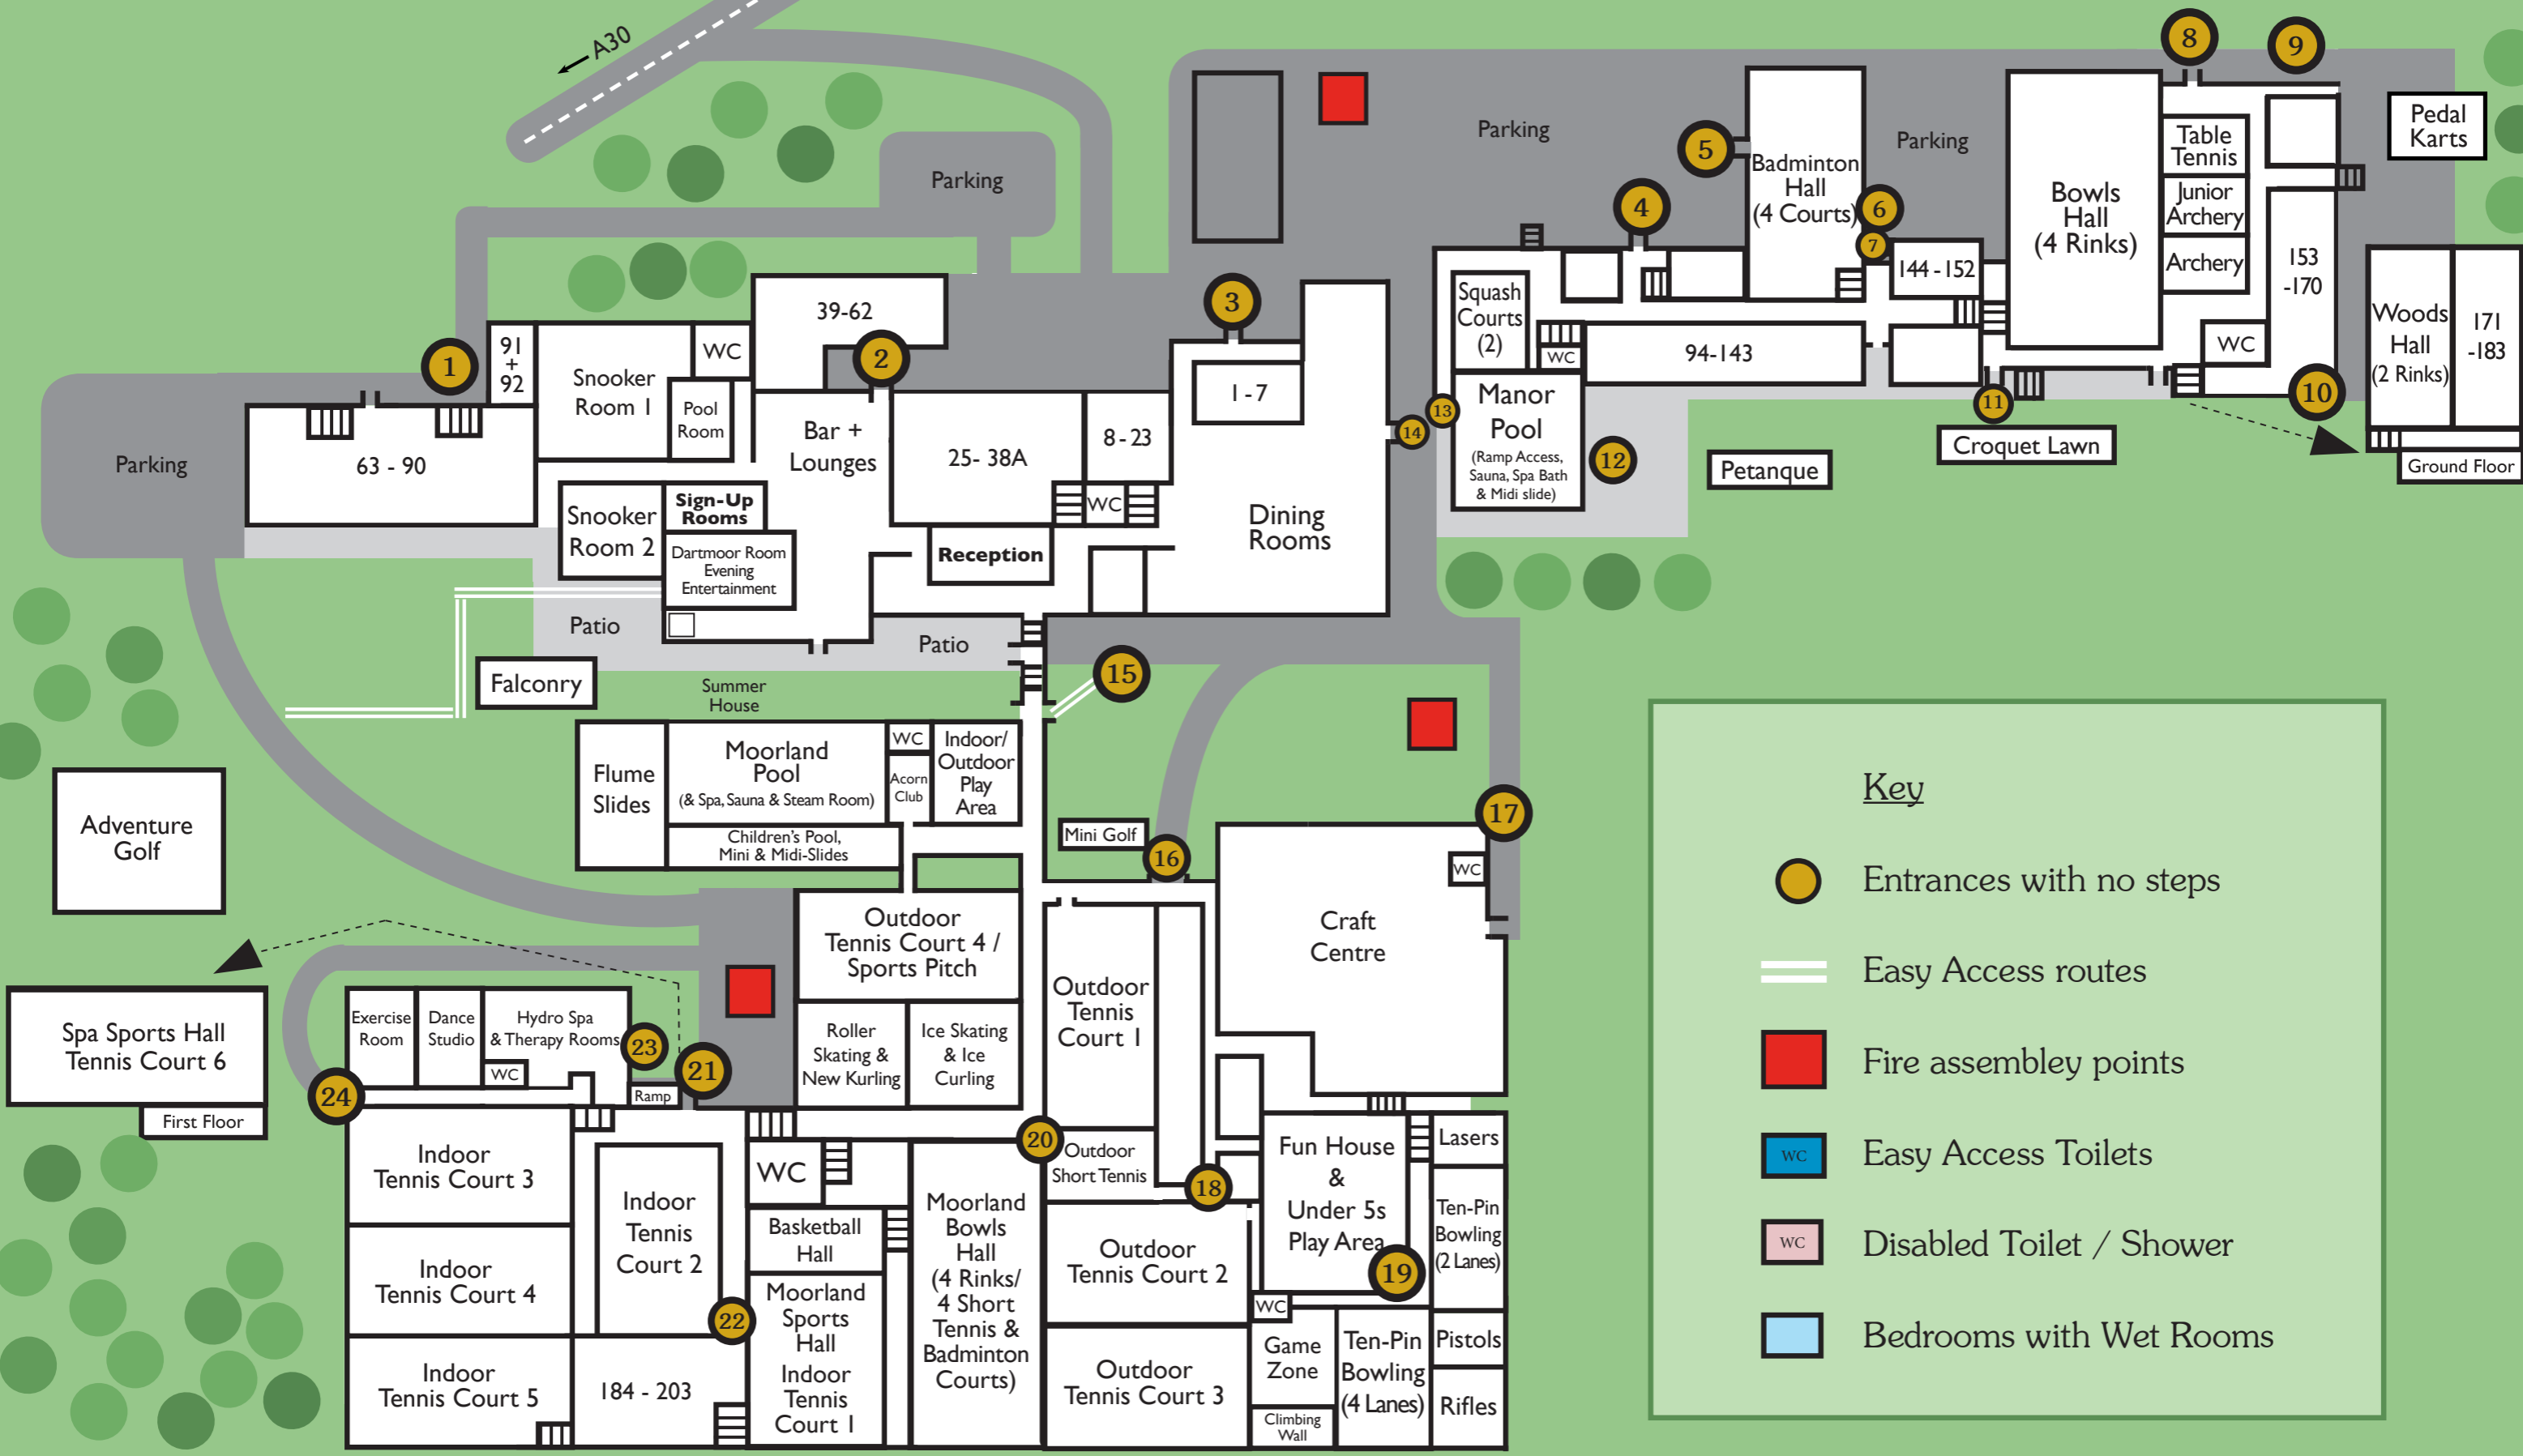 A30
8
9
Parking
Parking
Parking
5
Badminton
Hall
(4 Courts)
4
6
7
Bowls
Hall
(4 Rinks)
Table
Tennis
Junior
Archery
Archery
Pedal
Karts
144 -152
153
-170
Woods
Hall
(2 Rinks)
171
-183
Ground Floor
WC
10
11
Croquet Lawn
Petanque
Squash
Courts
(2)
WC
94-143
Manor
Pool
(Ramp Access,
Sauna, Spa Bath
& Midi slide)
12
13
14
3
1 - 7
Dining
Rooms
39-62
2
1
91
+
92
Snooker
Room 1
WC
Pool
Room
Bar +
Lounges
25- 38A
8 - 23
WC
Reception
Parking
63 - 90
Snooker
Room 2
Sign-Up
Rooms
Dartmoor Room
Evening
Entertainment
Patio
Patio
Falconry
Summer
House
15
Flume
Slides
Moorland
Pool
(& Spa, Sauna & Steam Room)
WC
Acorn
Club
Indoor/
Outdoor
Play
Area
Children's Pool,
Mini & Midi-Slides
Mini Golf
16
17
WC
Craft
Centre
Adventure
Golf
Outdoor
Tennis Court 4 /
Sports Pitch
Roller
Skating &
New Kurling
Ice Skating
& Ice
Curling
Outdoor
Tennis
Court 1
Spa Sports Hall
Tennis Court 6
First Floor
Exercise
Room
Dance
Studio
Hydro Spa
& Therapy Rooms
WC
23
21
Ramp
24
Indoor
Tennis Court 3
Indoor
Tennis Court 4
Indoor
Tennis Court 5
Indoor
Tennis
Court 2
22
184 - 203
WC
Basketball
Hall
Moorland
Sports
Hall
Indoor
Tennis
Court 1
Moorland
Bowls
Hall
(4 Rinks/
4 Short
Tennis &
Badminton
Courts)
20
Outdoor
Short Tennis
18
Outdoor
Tennis Court 2
Outdoor
Tennis Court 3
Fun House
&
Under 5s
Play Area
19
WC
Game
Zone
Climbing
Wall
Ten-Pin
Bowling
(4 Lanes)
Lasers
Ten-Pin
Bowling
(2 Lanes)
Pistols
Rifles
Key
Entrances with no steps
Easy Access routes
Fire assembley points
WC Easy Access Toilets
WC Disabled Toilet / Shower
Bedrooms with Wet Rooms